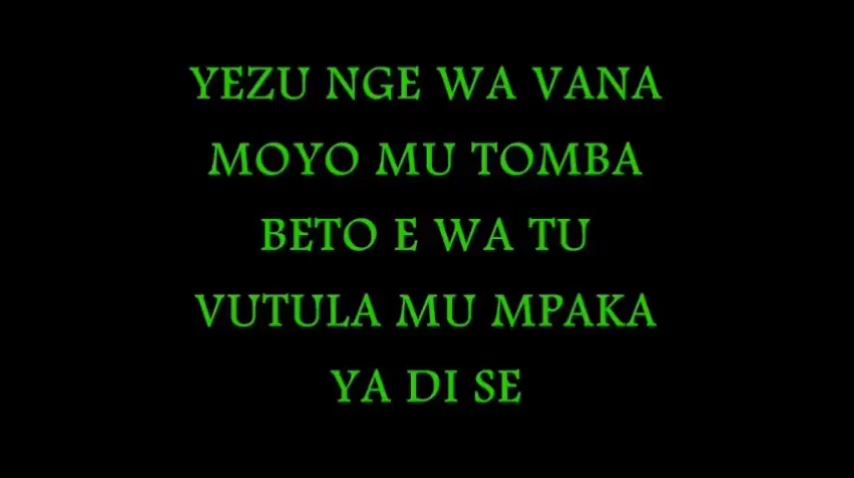 YEZU NGE WA VANA
MOYO MU TOMBA
BETO E WA TU
VUTULA MU MPAKA
YA DI SE